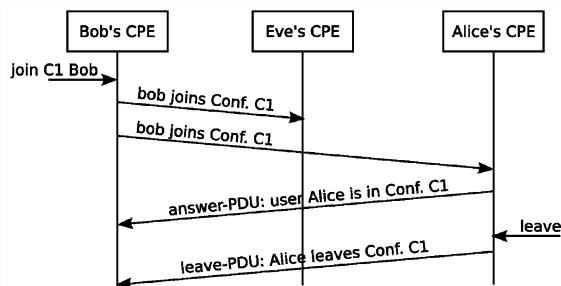 Bob's CPE
Eve's CPE
Alice's CPE
join C1 Bob
bob joins Conf. C1
bob joins Conf. C1
answer-PDU: user Alice is in Conf. C1
leave
leave-PDU: Alice leaves Conf. C1